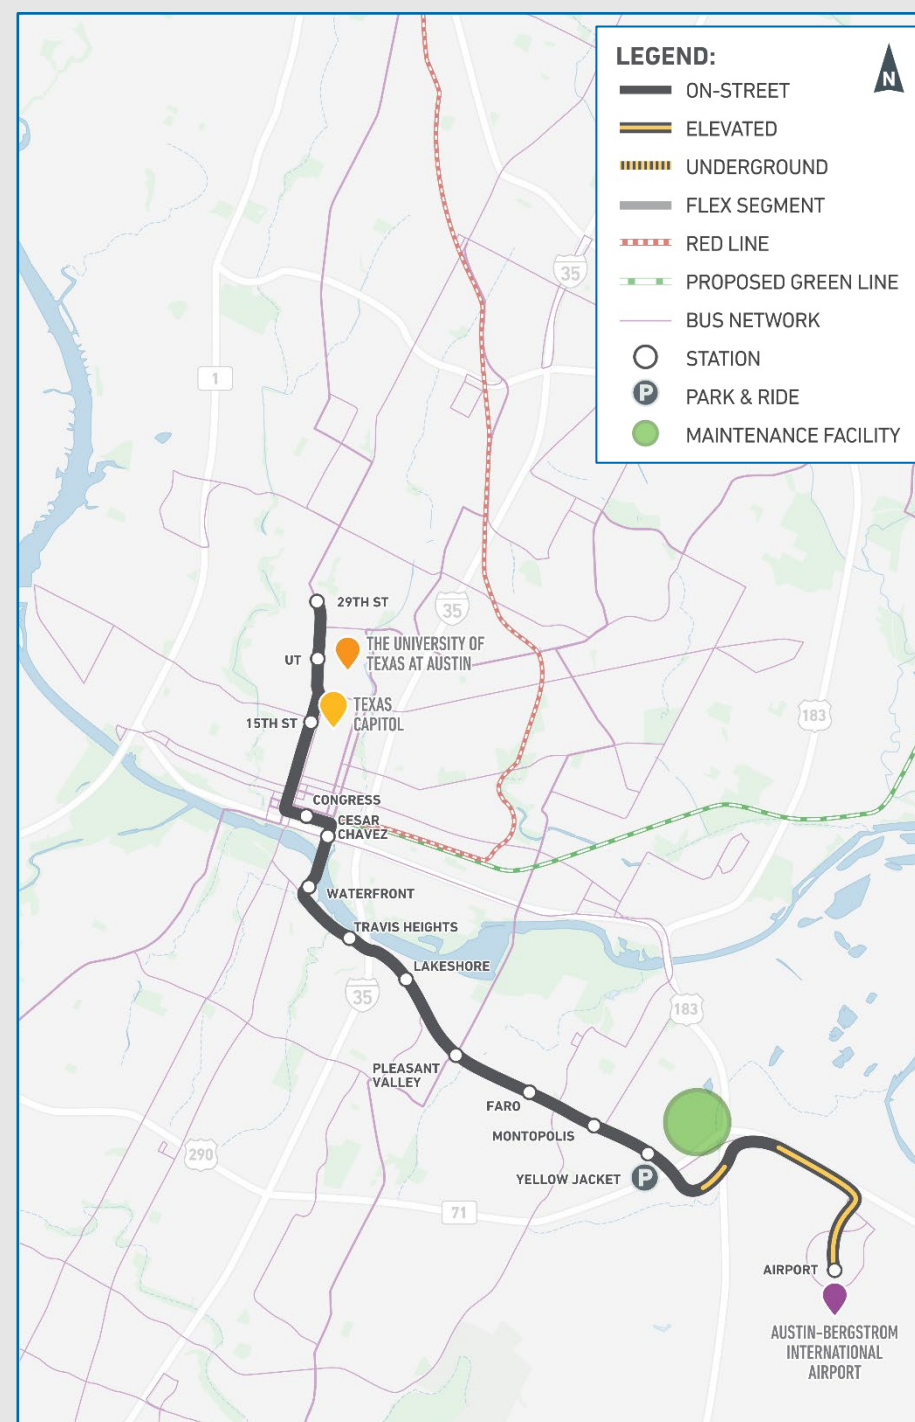 LEGEND:
N
ON-STREET
ELEVATED
UNDERGROUND
FLEX SEGMENT
RED LINE
PROPOSED GREEN LINE
BUS NETWORK
STATION
P
PARK & RIDE
MAINTENANCE FACILITY
35
1
29TH ST
35
UT
THE UNIVERSITY OF
TEXAS AT AUSTIN
TEXAS
CAPITOL
15TH ST
183
CONGRESS
CESAR
CHAVEZ
WATERFRONT
TRAVIS HEIGHTS
LAKESHORE
35
183
PLEASANT
VALLEY
FARO
MONTOPOLIS
290
YELLOW JACKET
P
71
AIRPORT
AUSTIN-BERGSTROM
INTERNATIONAL
AIRPORT